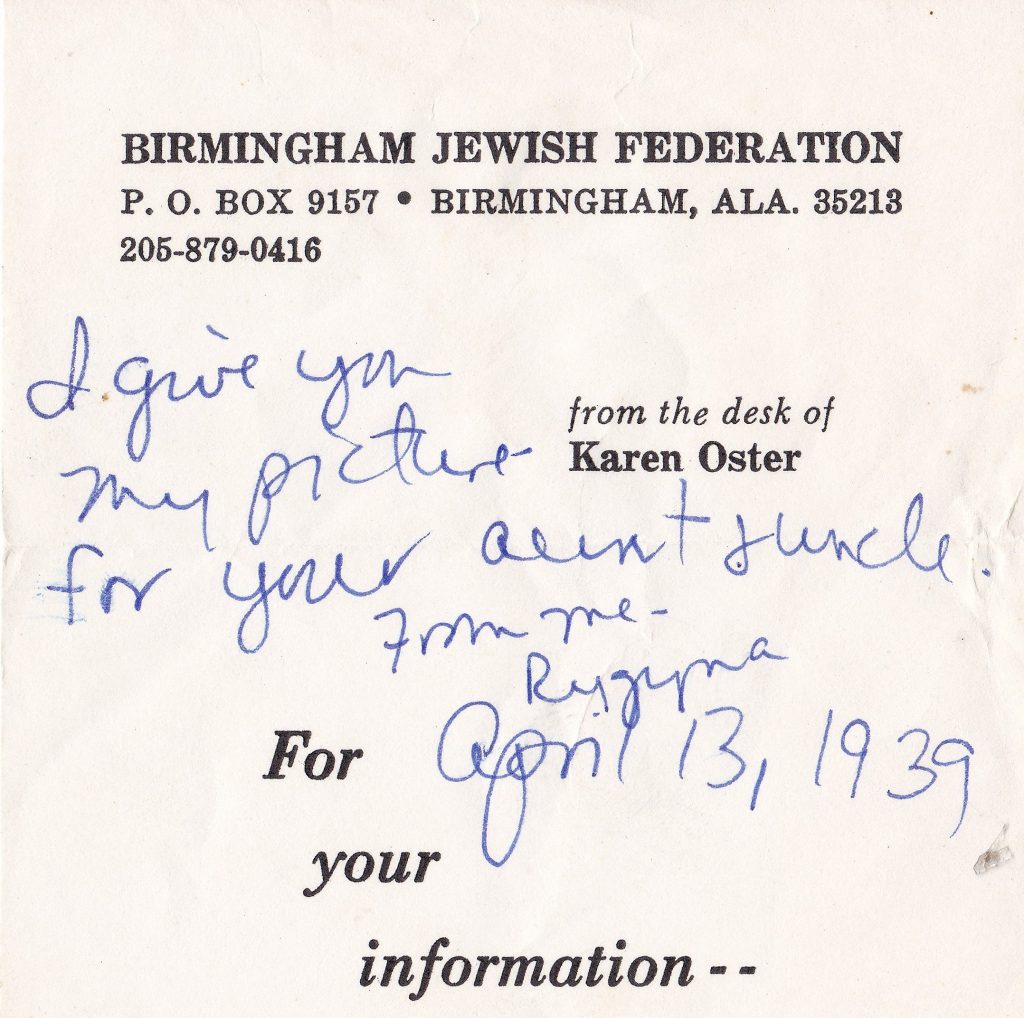 BIRMINGHAM JEWISH FEDERATION
P. O. BOX 9157 • BIRMINGHAM, ALA. 35213
205-879-0416
I give you
from the desk of
my picture
Karen Oster
for your aunt & uncle.
From me -
April 13, 1939
For
your
information - -